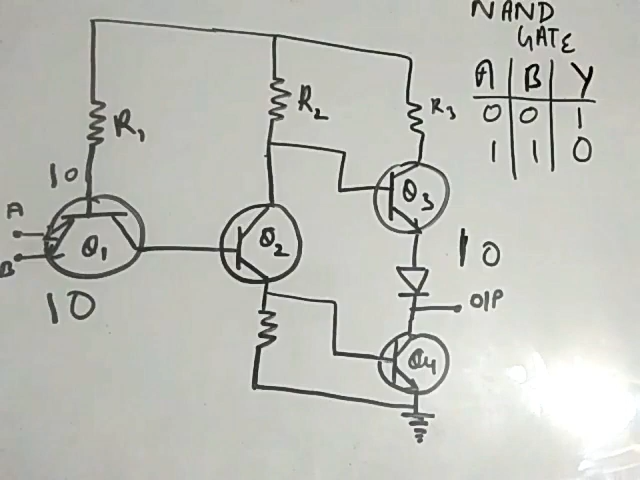 NAND
GATE
A B Y
0 0 1
1 1 0
R1
R2
R3
10
A
B
Q1
Q2
Q3
10
10
O/P
Q4